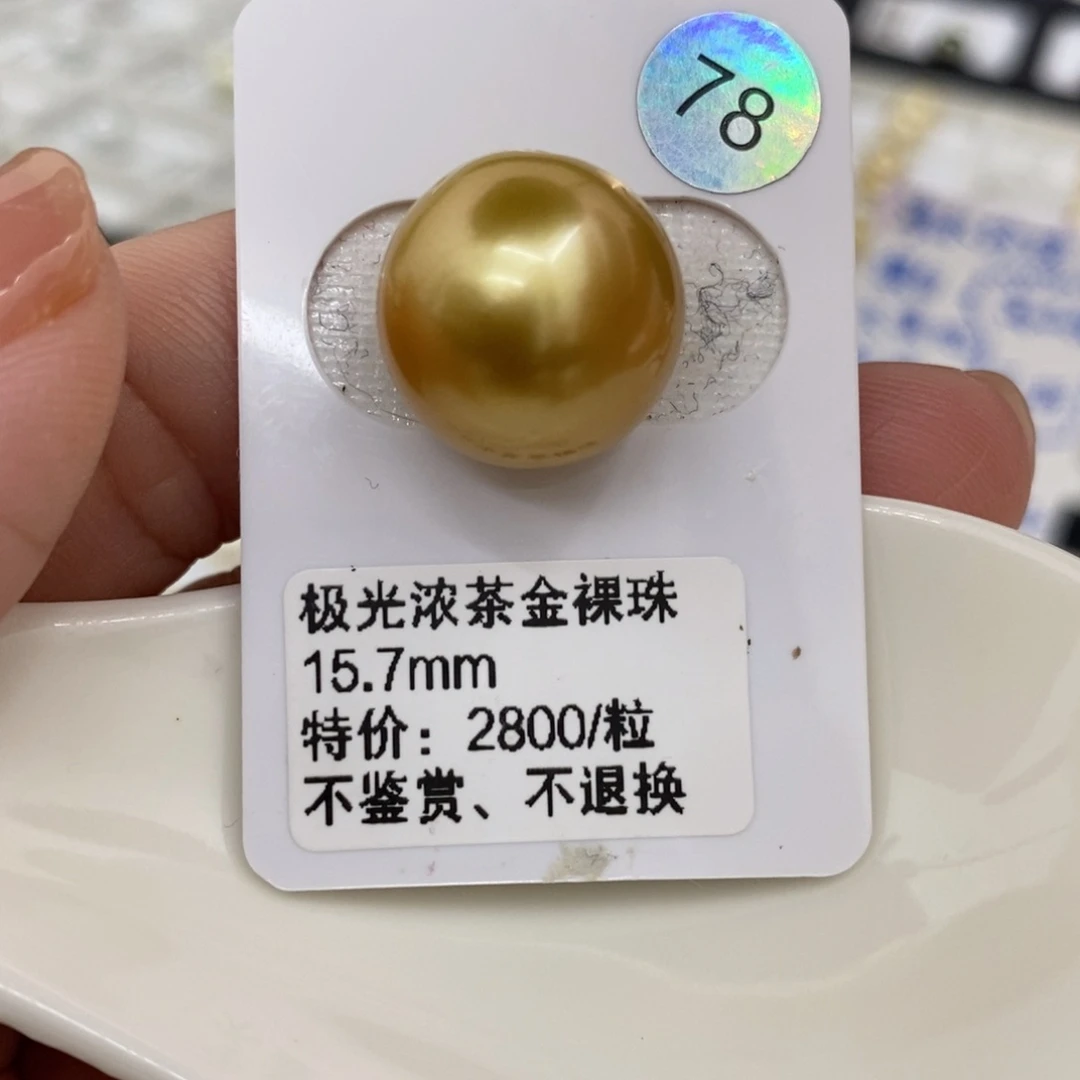 78
极光浓茶金裸珠
15.7mm
特价：2800/粒
不鉴赏、不退换